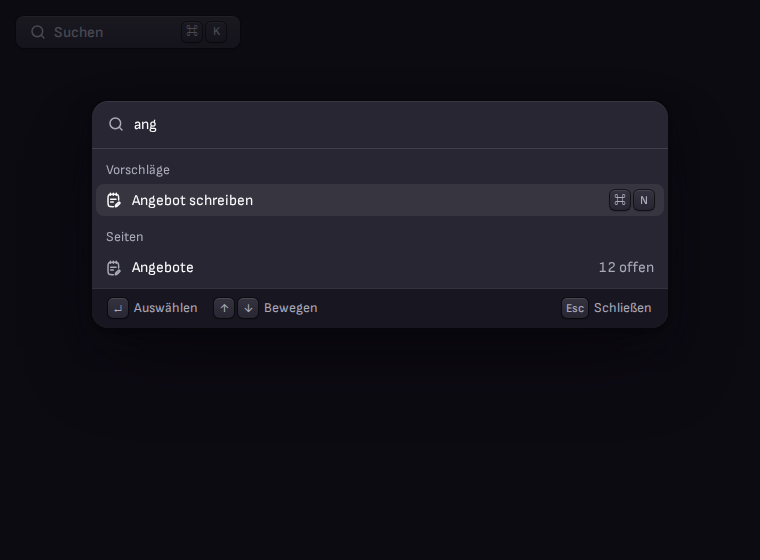 Suchen ⌘ K
ang
Vorschläge
Angebot schreiben ⌘ N
Seiten
Angebote 12 offen
↵ Auswählen ↑ ↓ Bewegen Esc Schließen